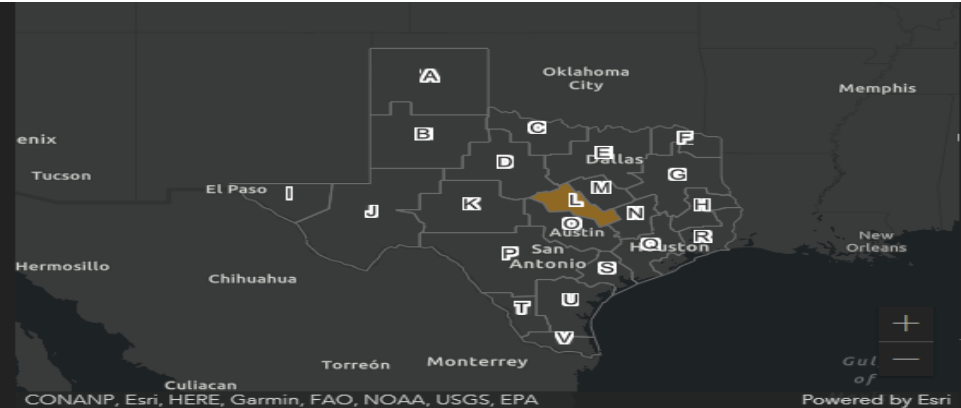 A
Oklahoma
City
Memphis
B
C
enix
F
E
Dallas
D
Tucson
G
El Paso
I
M
L
K
H
J
N
O
Austin
R
New
Orleans
Q
Houston
San
Antonio
P
Hermosillo
S
Chihuahua
U
T
+
V
Torreón
Monterrey
−
Gul
of
Culiacan
CONANP, Esri, HERE, Garmin, FAO, NOAA, USGS, EPA
Powered by Esri